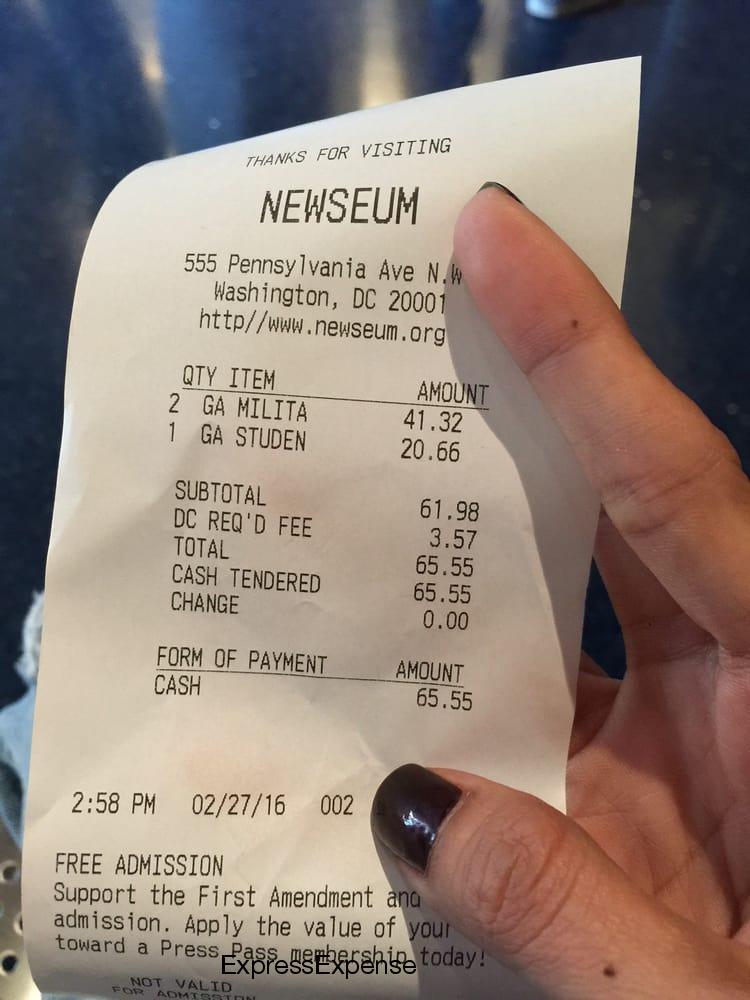 THANKS FOR VISITING
NEWSEUM
555 Pennsylvania Ave N.W
Washington, DC 20001
http//www.newseum.org
QTY ITEM AMOUNT
2 GA MILITA 41.32
1 GA STUDEN 20.66
SUBTOTAL 61.98
DC REQ'D FEE 3.57
TOTAL 65.55
CASH TENDERED 65.55
CHANGE 0.00
FORM OF PAYMENT AMOUNT
CASH 65.55
2:58 PM 02/27/16 002
FREE ADMISSION
Support the First Amendment and
admission. Apply the value of your
toward a Press Pass membership today!
ExpressExpense
NOT VALID
FOR ADMISSION